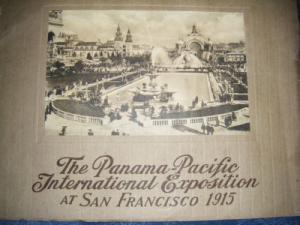 The Panama-Pacific
International Exposition
AT SAN FRANCISCO 1915